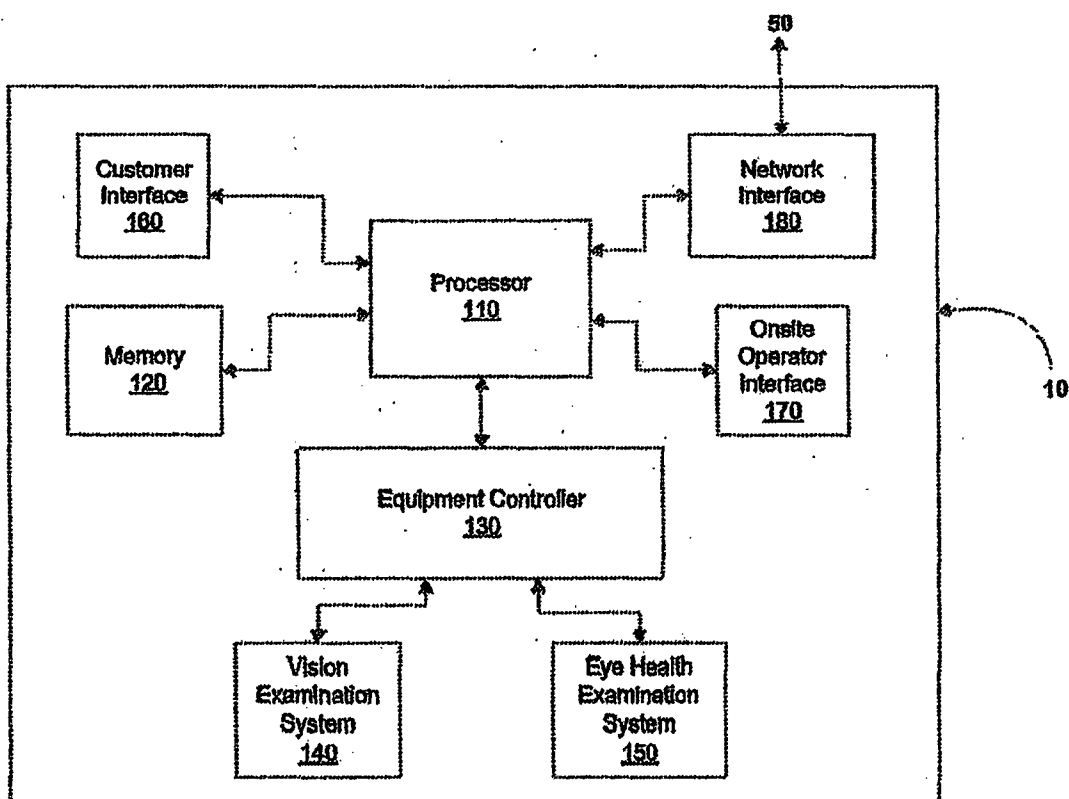 50
Customer
Interface
160
Network
Interface
180
Processor
110
Memory
120
Onsite
Operator
Interface
170
10
Equipment Controller
130
Vision
Examination
System
140
Eye Health
Examination
System
150